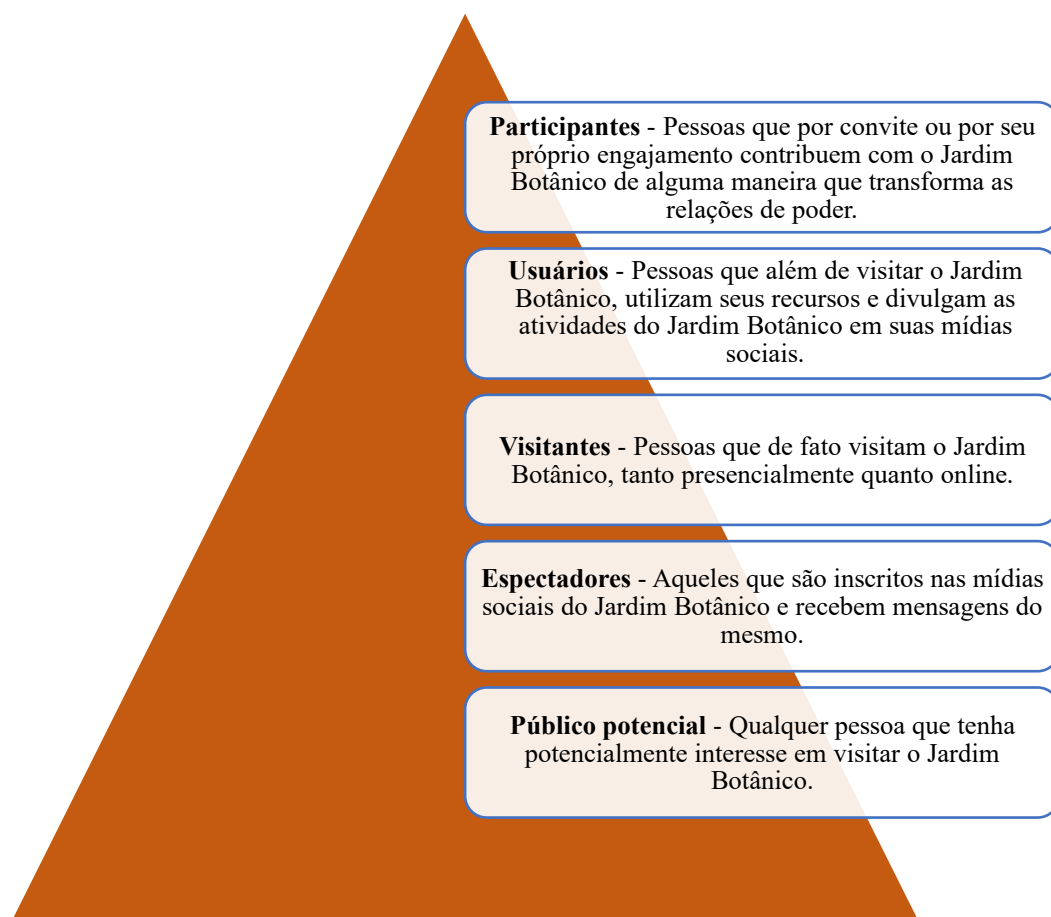 Participantes - Pessoas que por convite ou por seu
próprio engajamento contribuem com o Jardim
Botânico de alguma maneira que transforma as
relações de poder.
Usuários - Pessoas que além de visitar o Jardim
Botânico, utilizam seus recursos e divulgam as
atividades do Jardim Botânico em suas mídias
sociais.
Visitantes - Pessoas que de fato visitam o Jardim
Botânico, tanto presencialmente quanto online.
Espectadores - Aqueles que são inscritos nas mídias
sociais do Jardim Botânico e recebem mensagens do
mesmo.
Público potencial - Qualquer pessoa que tenha
potencialmente interesse em visitar o Jardim
Botânico.